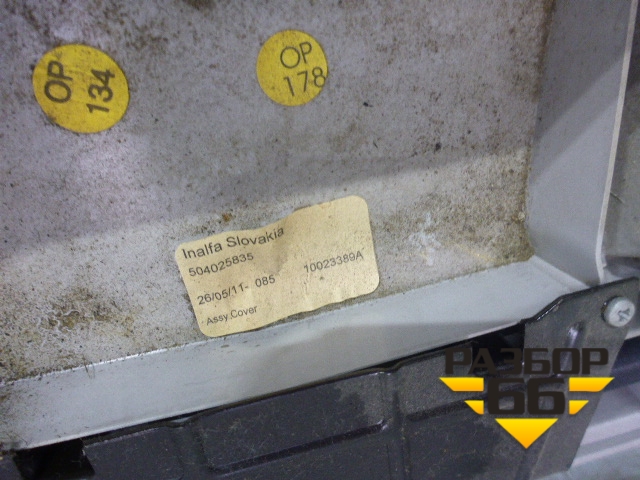 OP
134
OP
178
Inalfa Slovakia
504025835
26/05/11- 085 10023389A
Assy.Cover
РАЗБОР
66